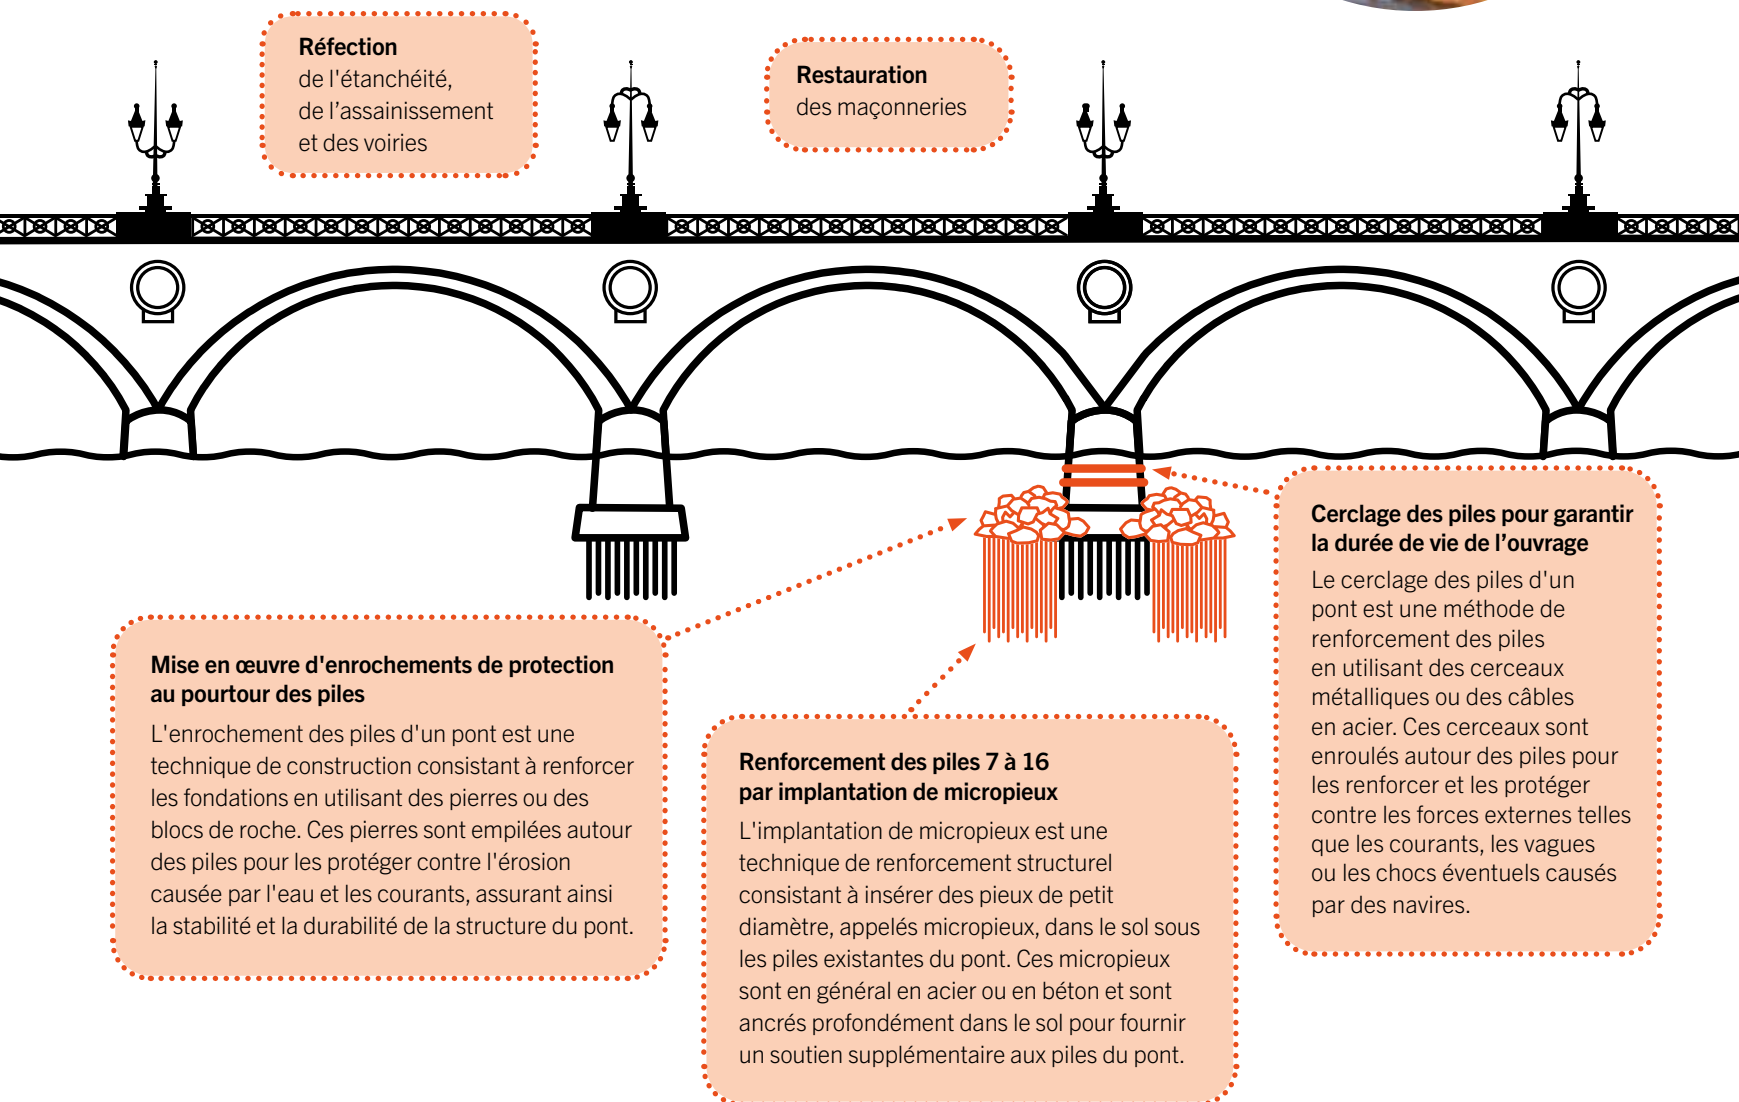 Réfection
de l'étanchéité,
de l’assainissement
et des voiries
Restauration
des maçonneries
Mise en œuvre d'enrochements de protection
au pourtour des piles
L'enrochement des piles d'un pont est une
technique de construction consistant à renforcer
les fondations en utilisant des pierres ou des
blocs de roche. Ces pierres sont empilées autour
des piles pour les protéger contre l'érosion
causée par l'eau et les courants, assurant ainsi
la stabilité et la durabilité de la structure du pont.
Renforcement des piles 7 à 16
par implantation de micropieux
L'implantation de micropieux est une
technique de renforcement structurel
consistant à insérer des pieux de petit
diamètre, appelés micropieux, dans le sol sous
les piles existantes du pont. Ces micropieux
sont en général en acier ou en béton et sont
ancrés profondément dans le sol pour fournir
un soutien supplémentaire aux piles du pont.
Cerclage des piles pour garantir
la durée de vie de l’ouvrage
Le cerclage des piles d'un
pont est une méthode de
renforcement des piles
en utilisant des cerceaux
métalliques ou des câbles
en acier. Ces cerceaux sont
enroulés autour des piles pour
les renforcer et les protéger
contre les forces externes telles
que les courants, les vagues
ou les chocs éventuels causés
par des navires.